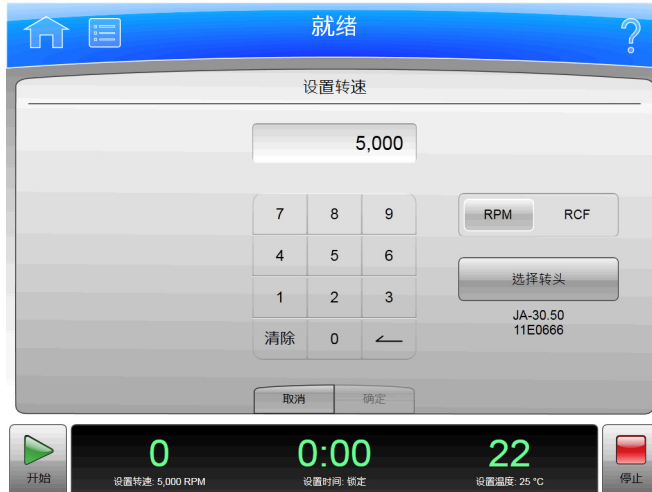 就绪
?
设置转速
5,000
7 8 9
RPM RCF
4 5 6
选择转头
1 2 3
JA-30.50
11E0666
清除 0
取消 确定
0 0:00 22
开始 设置转速: 5,000 RPM 设置时间: 锁定 设置温度: 25 °C 停止